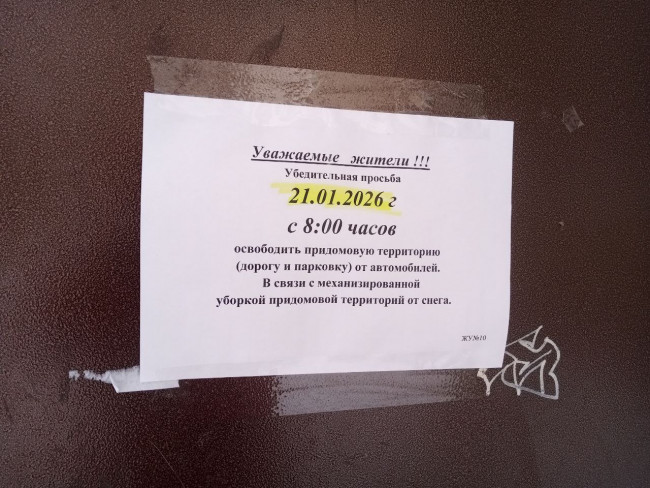 Уважаемые жители !!!
Убедительная просьба
21.01.2026 г
с 8:00 часов
освободить придомовую территорию
(дорогу и парковку) от автомобилей.
В связи с механизированной
уборкой придомовой территорий от снега.
ЖУ№10